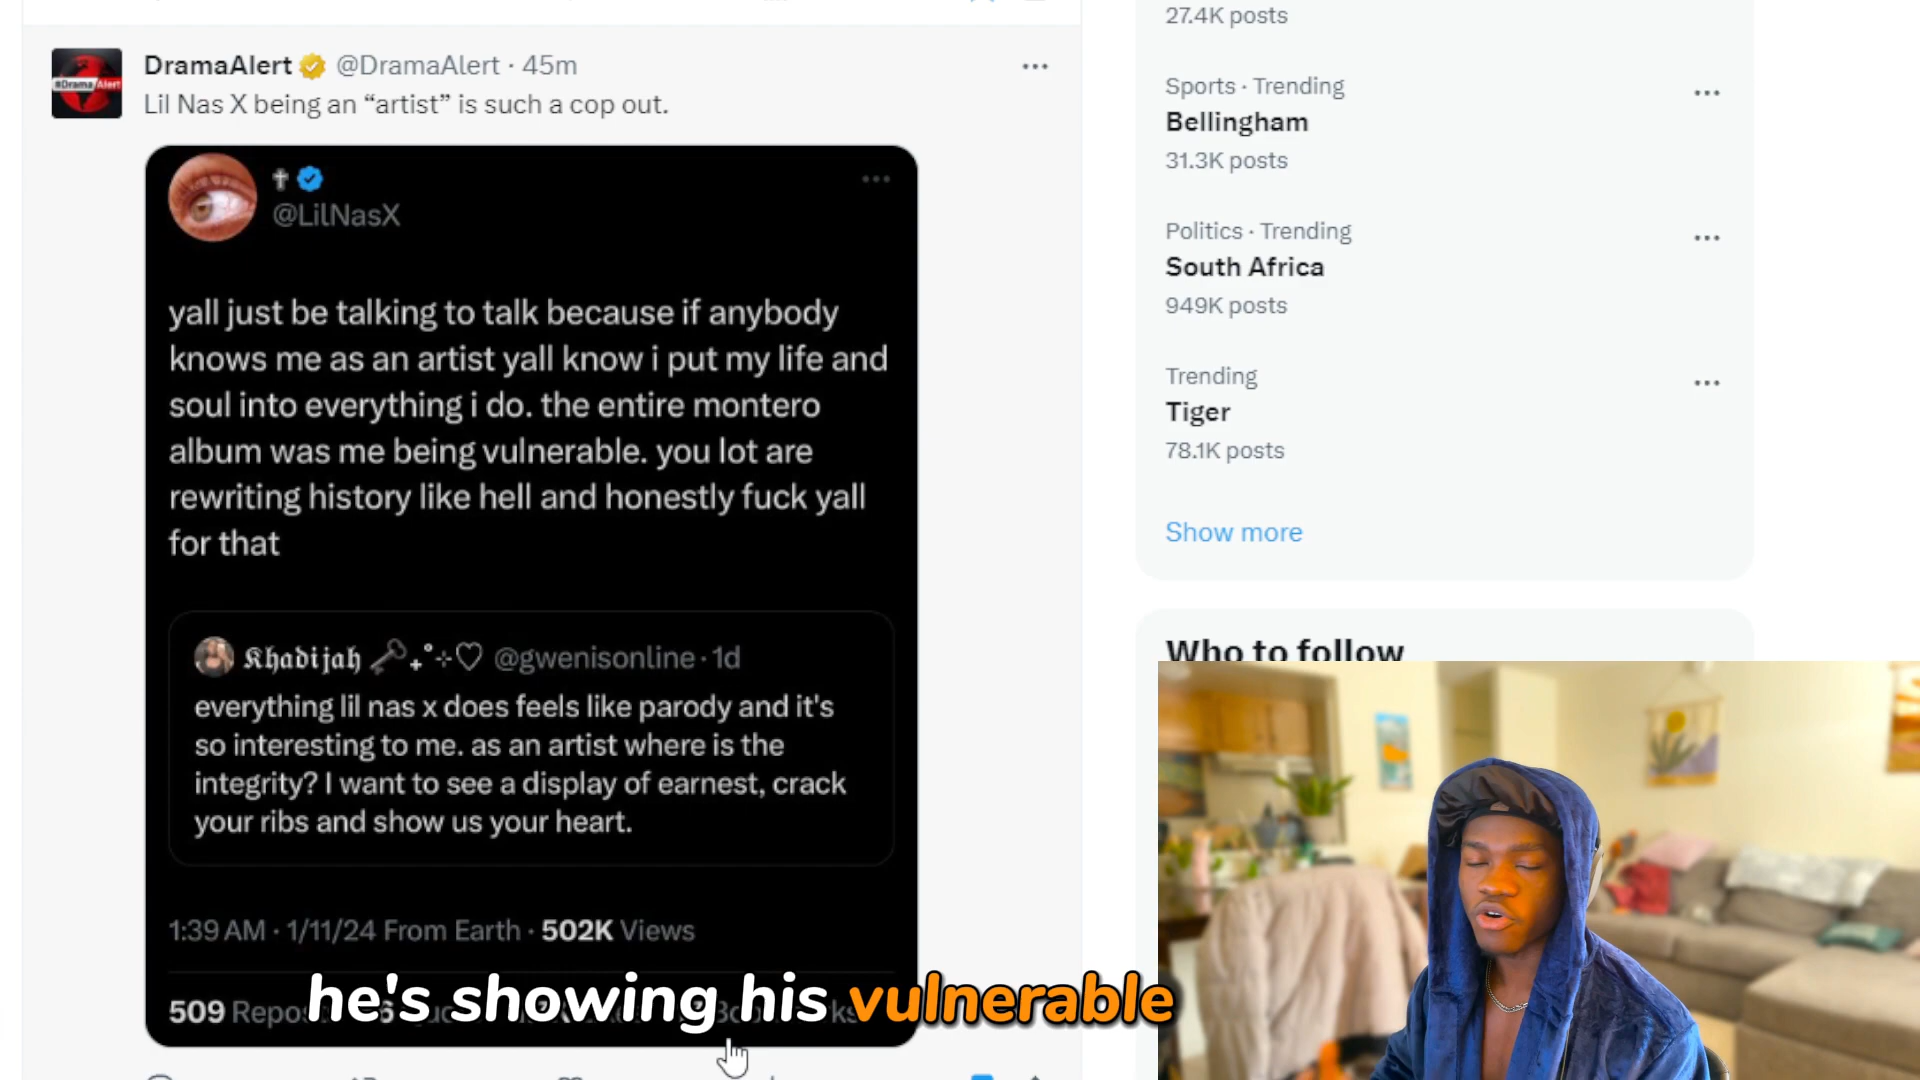 27.4K posts
DramaAlert @DramaAlert · 45m
Lil Nas X being an “artist” is such a cop out.
#DramaAlert
@LilNasX
yall just be talking to talk because if anybody
knows me as an artist yall know i put my life and
soul into everything i do. the entire montero
album was me being vulnerable. you lot are
rewriting history like hell and honestly fuck yall
for that
𝕶𝖍𝖆𝖉𝖎𝖏𝖆𝖍 @gwenisonline · 1d
everything lil nas x does feels like parody and it's
so interesting to me. as an artist where is the
integrity? I want to see a display of earnest, crack
your ribs and show us your heart.
1:39 AM · 1/11/24 From Earth · 502K Views
509
he's showing his vulnerable
Sports · Trending
Bellingham
31.3K posts
Politics · Trending
South Africa
949K posts
Trending
Tiger
78.1K posts
Show more
Who to follow